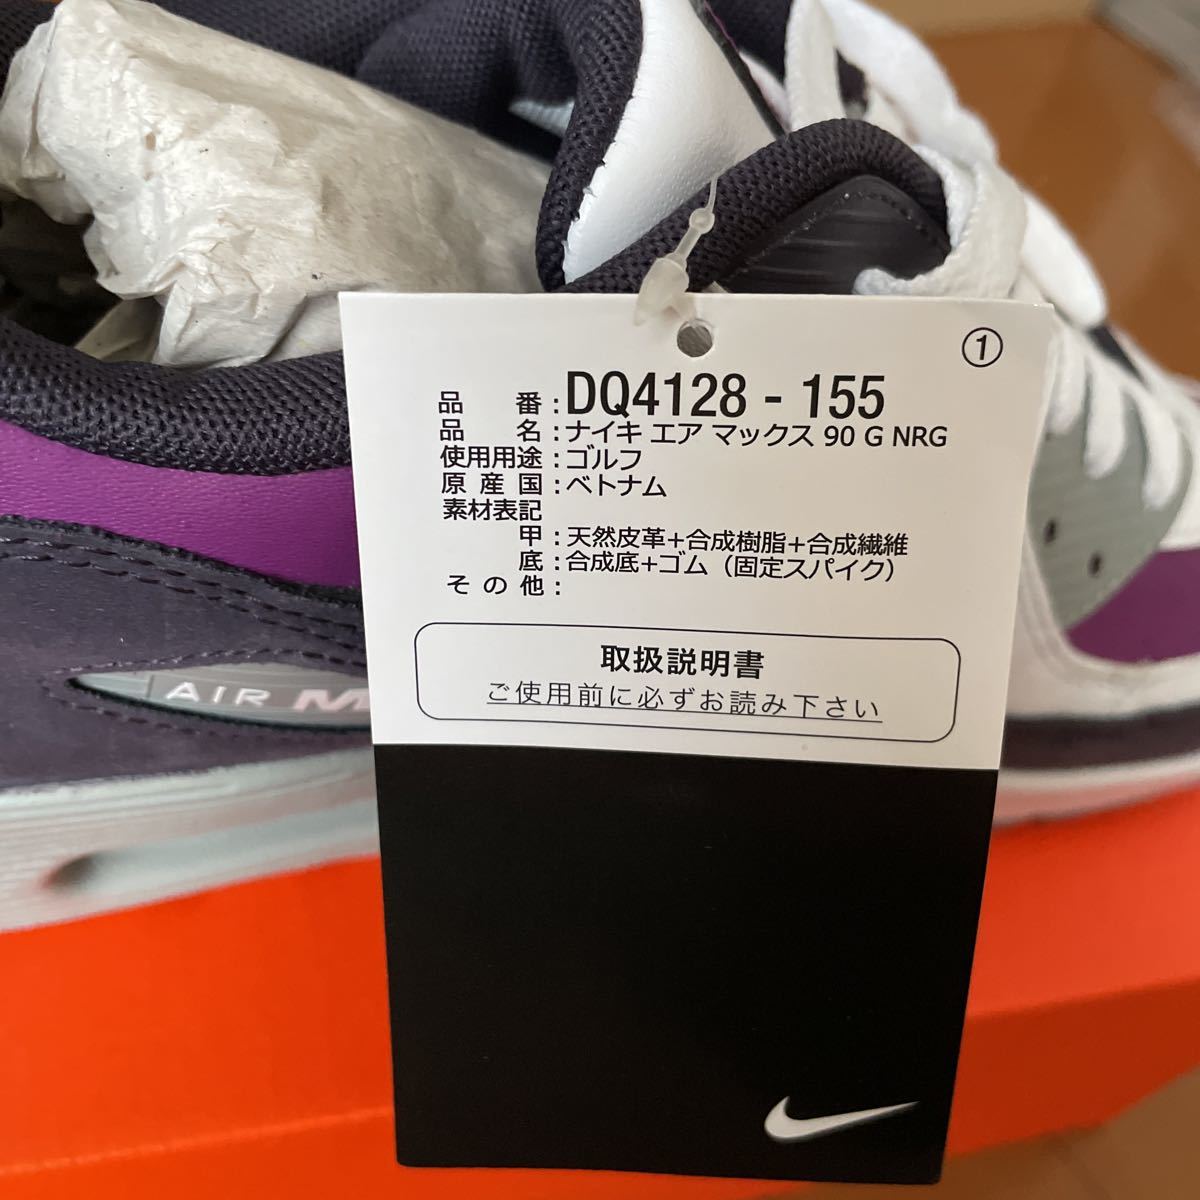 ①
品番:DQ4128 - 155
品名:ナイキ エア マックス 90 G NRG
使用用途:ゴルフ
原産国:ベトナム
素材表記
甲:天然皮革+合成樹脂+合成繊維
底:合成底+ゴム（固定スパイク）
その他:
取扱説明書
ご使用前に必ずお読み下さい
AIR